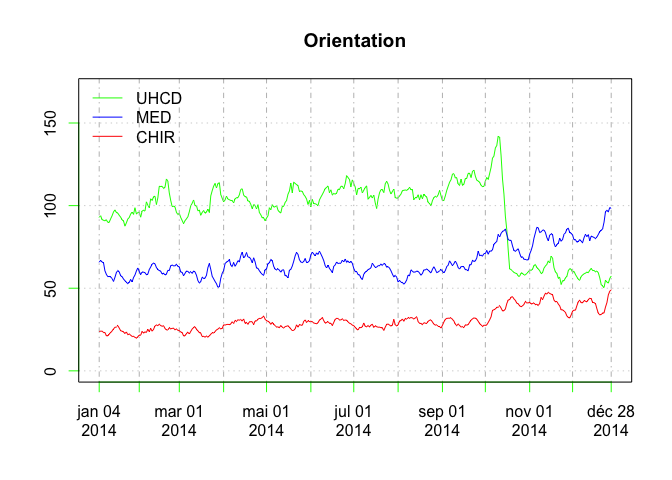 Orientation
UHCD
MED
CHIR
150
100
50
0
jan 04 2014
mar 01 2014
mai 01 2014
jul 01 2014
sep 01 2014
nov 01 2014
déc 28 2014